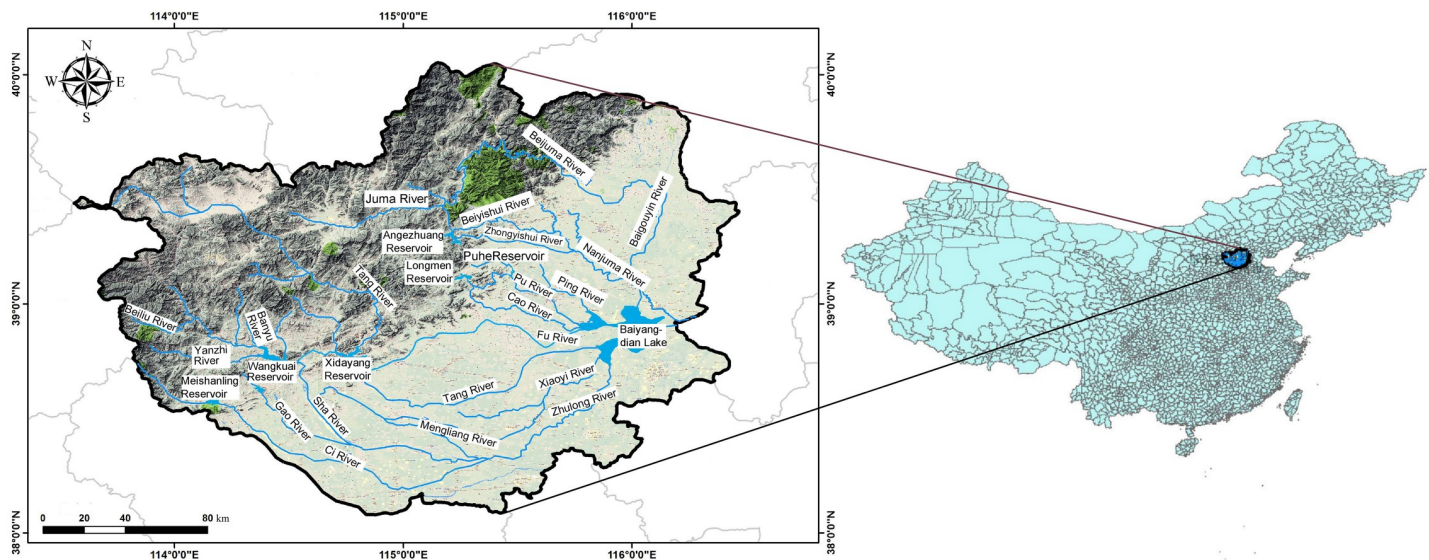 114°0'0"E
115°0'0"E
116°0'0"E
40°0'0"N
40°0'0"N
N
W
E
S
Beijuma River
Juma River
Beiyishui River
Baigouyin River
Angezhuang
Reservoir
Zhongyishui River
Nanjuma River
PuheReservoir
Longmen
Reservoir
Tang River
Pu River
Ping River
39°0'0"N
39°0'0"N
Cao River
Beiliu River
Banyu
River
Fu River
Baiyang-
dian Lake
Yanzhi
River
Wangkuai
Reservoir
Xidayang
Reservoir
Meishanling
Reservoir
Tang River
Xiaoyi River
Zhulong River
Gao River
Sha River
Mengliang River
Ci River
0
20
40
80 km
38°0'0"N
38°0'0"N
114°0'0"E
115°0'0"E
116°0'0"E